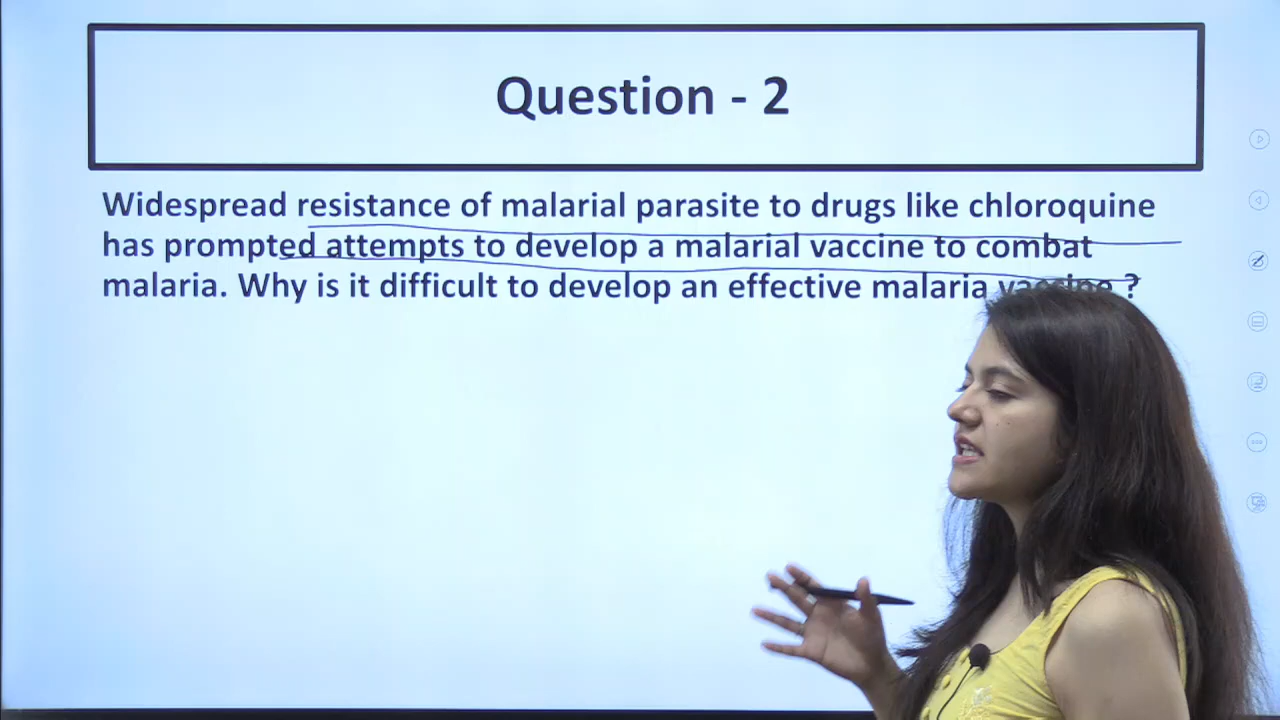 Question - 2
Widespread resistance of malarial parasite to drugs like chloroquine
has prompted attempts to develop a malarial vaccine to combat
malaria. Why is it difficult to develop an effective malaria vaccine ?